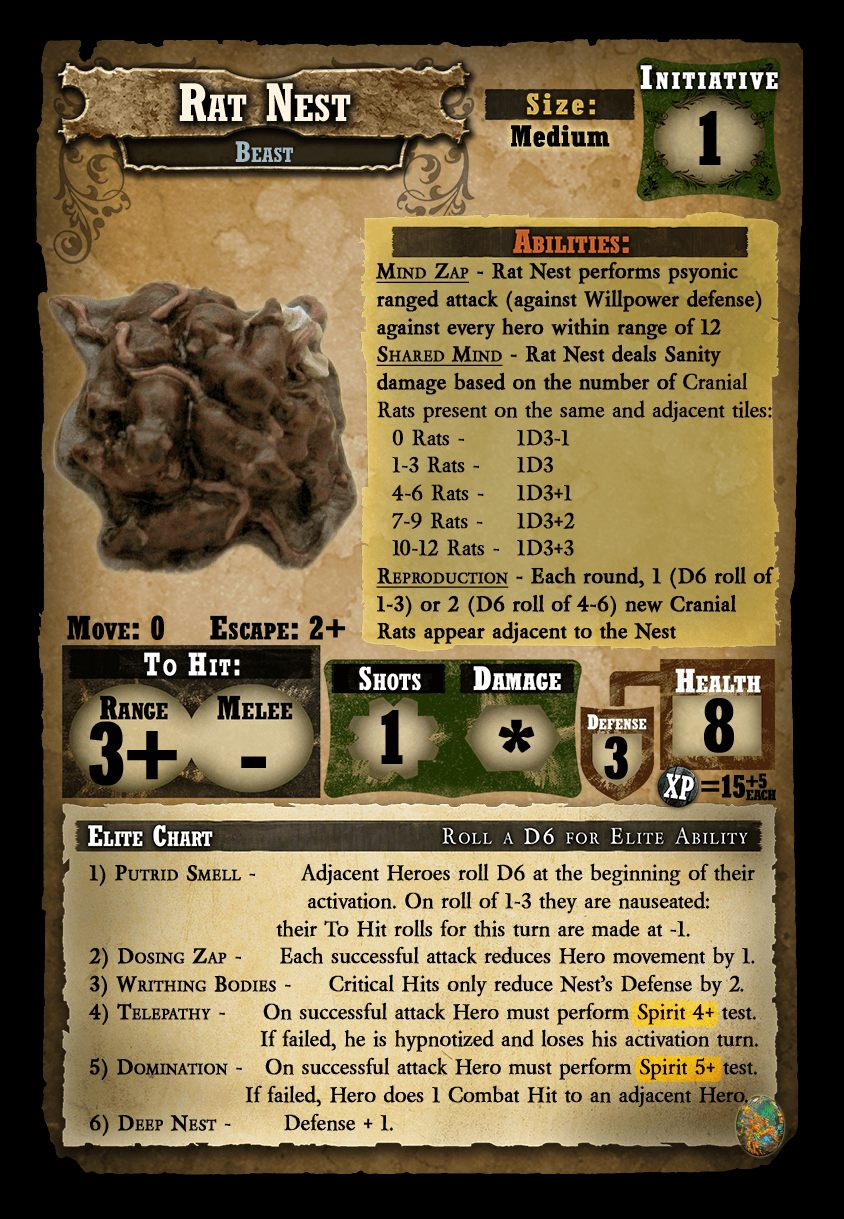 Rat Nest
Beast
Size:
Medium
Initiative
1
Abilities:
Mind Zap - Rat Nest performs psyonic
ranged attack (against Willpower defense)
against every hero within range of 12
Shared Mind - Rat Nest deals Sanity
damage based on the number of Cranial
Rats present on the same and adjacent tiles:
0 Rats - 1D3-1
1-3 Rats - 1D3
4-6 Rats - 1D3+1
7-9 Rats - 1D3+2
10-12 Rats - 1D3+3
Reproduction - Each round, 1 (D6 roll of
1-3) or 2 (D6 roll of 4-6) new Cranial
Rats appear adjacent to the Nest
Move: 0 Escape: 2+
To Hit:
Range Melee
3+ -
Shots Damage
1 *
Defense
3
Health
8
XP =15 +5 each
Elite Chart Roll a D6 for Elite Ability
1) Putrid Smell - Adjacent Heroes roll D6 at the beginning of their
activation. On roll of 1-3 they are nauseated:
their To Hit rolls for this turn are made at -1.
2) Dosing Zap - Each successful attack reduces Hero movement by 1.
3) Writhing Bodies - Critical Hits only reduce Nest's Defense by 2.
4) Telepathy - On successful attack Hero must perform Spirit 4+ test.
If failed, he is hypnotized and loses his activation turn.
5) Domination - On successful attack Hero must perform Spirit 5+ test.
If failed, Hero does 1 Combat Hit to an adjacent Hero.
6) Deep Nest - Defense + 1.